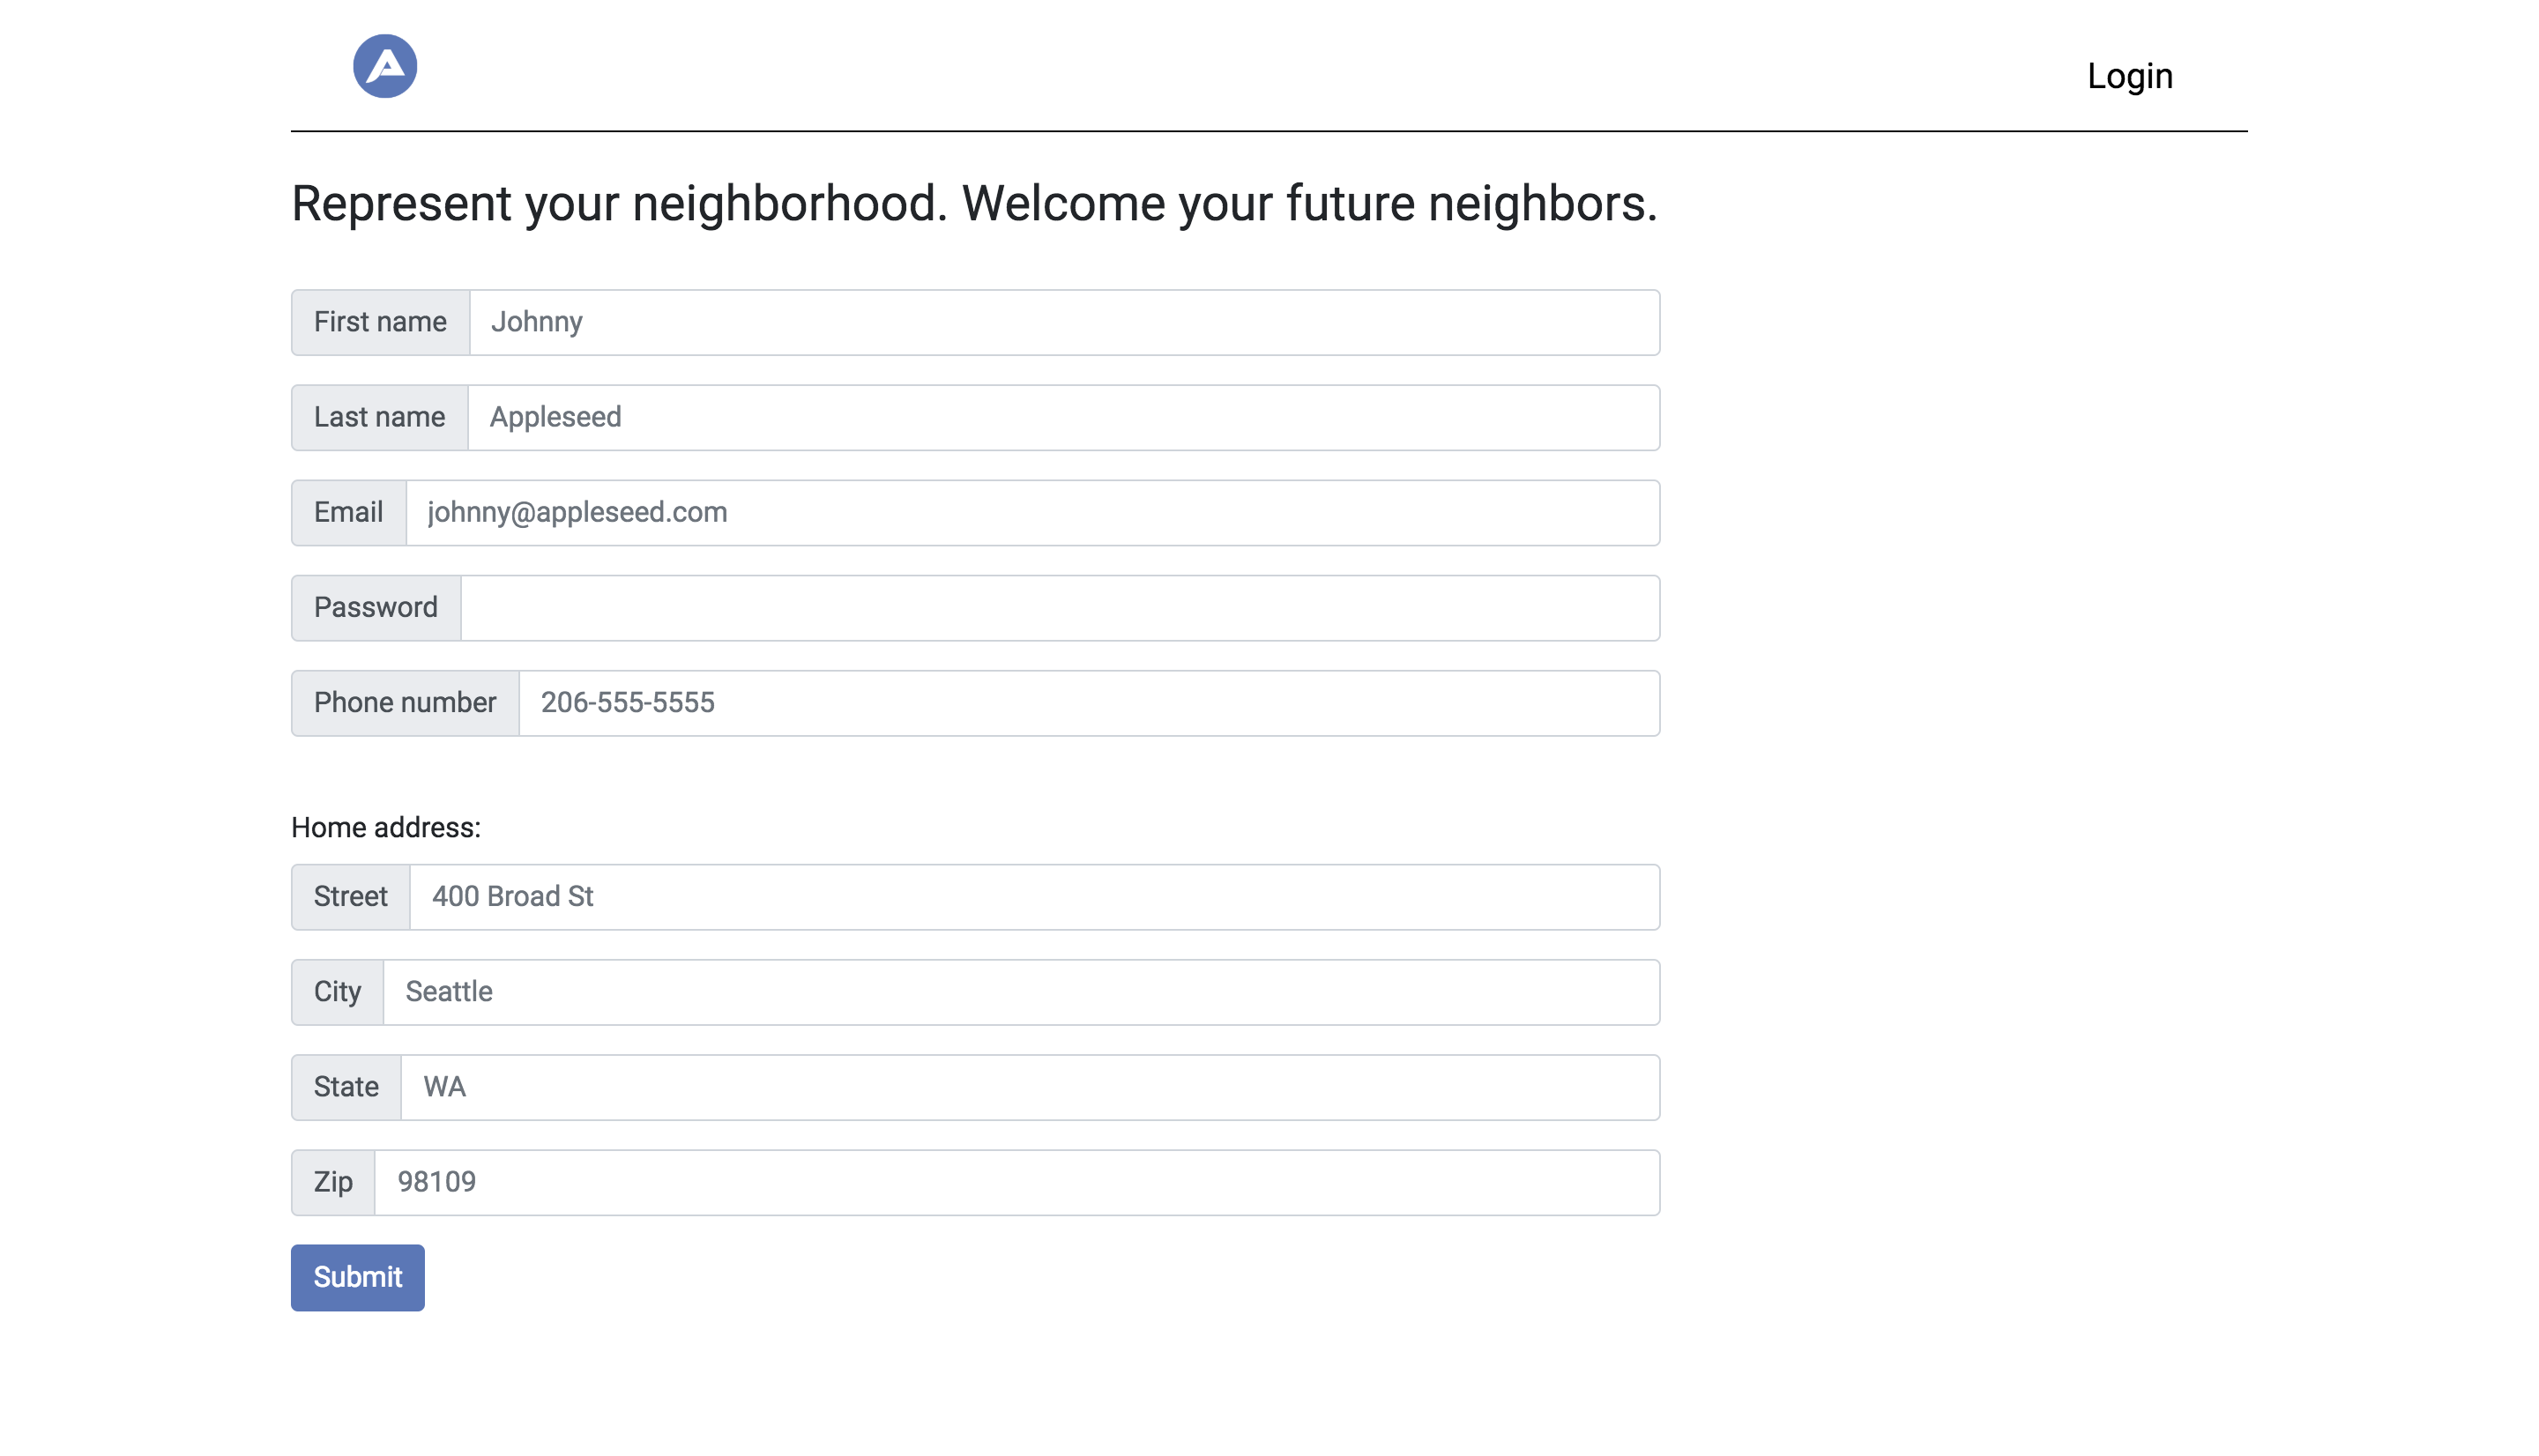 Login
Represent your neighborhood. Welcome your future neighbors.
First name Johnny
Last name Appleseed
Email johnny@appleseed.com
Password
Phone number 206-555-5555
Home address:
Street 400 Broad St
City Seattle
State WA
Zip 98109
Submit